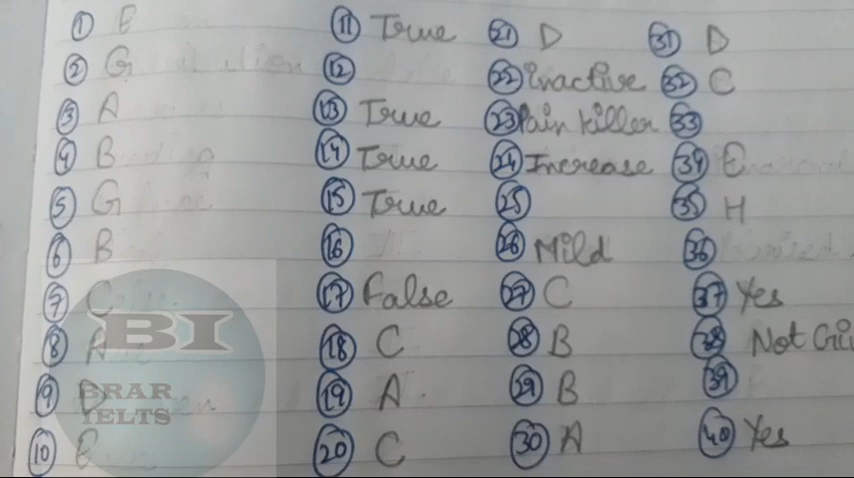 ① E
② G
③ A
④ B
⑤ G
⑥ B
⑦ C
⑧ A
⑨ D
⑩ E
⑪ True
⑫
⑬ True
⑭ True
⑮ True
⑯
⑰ False
⑱ C
⑲ A
⑳ C
㉑ D
㉒ inactive
㉓ Pain killer
㉔ Increase
㉕
㉖ Mild
㉗ C
㉘ B
㉙ B
㉚ A
㉛ D
㉜ C
㉝
㉞ E
㉟ H
㊱
㊲ Yes
㊳ Not
㊴
㊵ Yes
BI
BRAR
IELTS